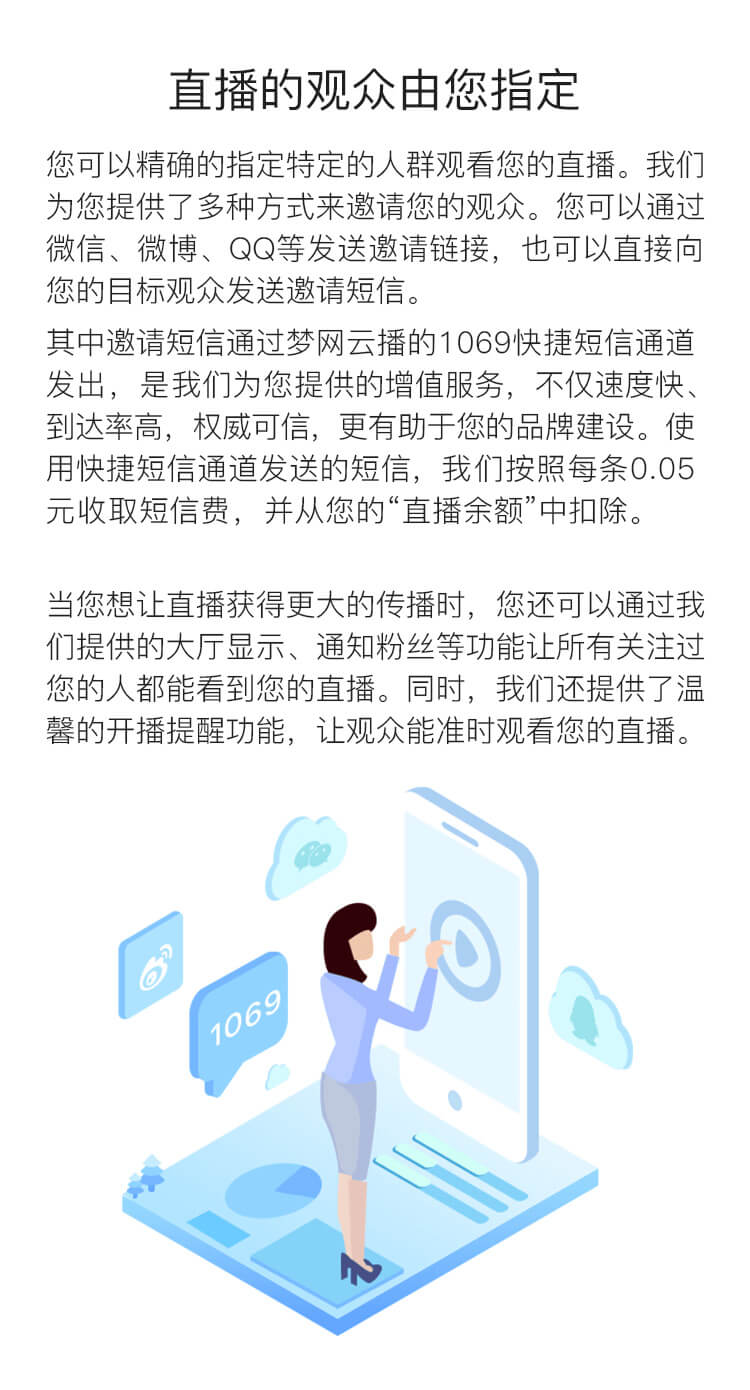 直播的观众由您指定
您可以精确的指定特定的人群观看您的直播。我们
为您提供了多种方式来邀请您的观众。您可以通过
微信、微博、QQ等发送邀请链接，也可以直接向
您的目标观众发送邀请短信。
其中邀请短信通过梦网云播的1069快捷短信通道
发出，是我们为您提供的增值服务，不仅速度快、
到达率高，权威可信，更有助于您的品牌建设。使
用快捷短信通道发送的短信，我们按照每条0.05
元收取短信费，并从您的“直播余额”中扣除。
当您想让直播获得更大的传播时，您还可以通过我
们提供的大厅显示、通知粉丝等功能让所有关注过
您的人都能看到您的直播。同时，我们还提供了温
馨的开播提醒功能，让观众能准时观看您的直播。
1069